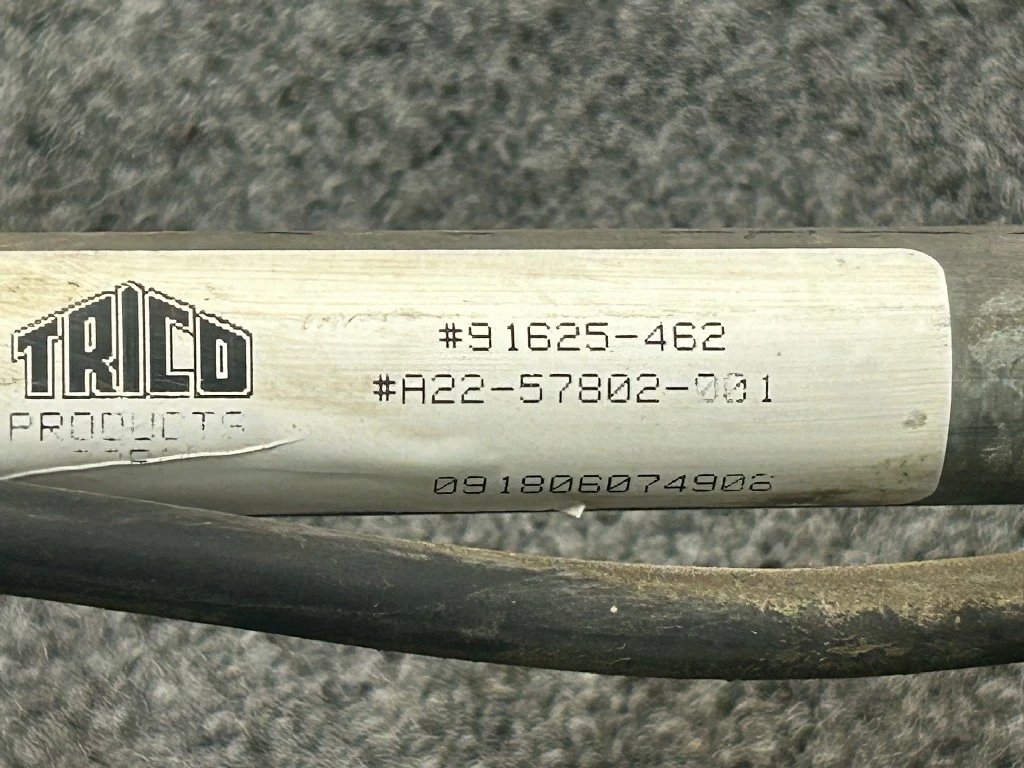 TRICO
PRODUCTS
#91625-462
#A22-57802-001
091806074906